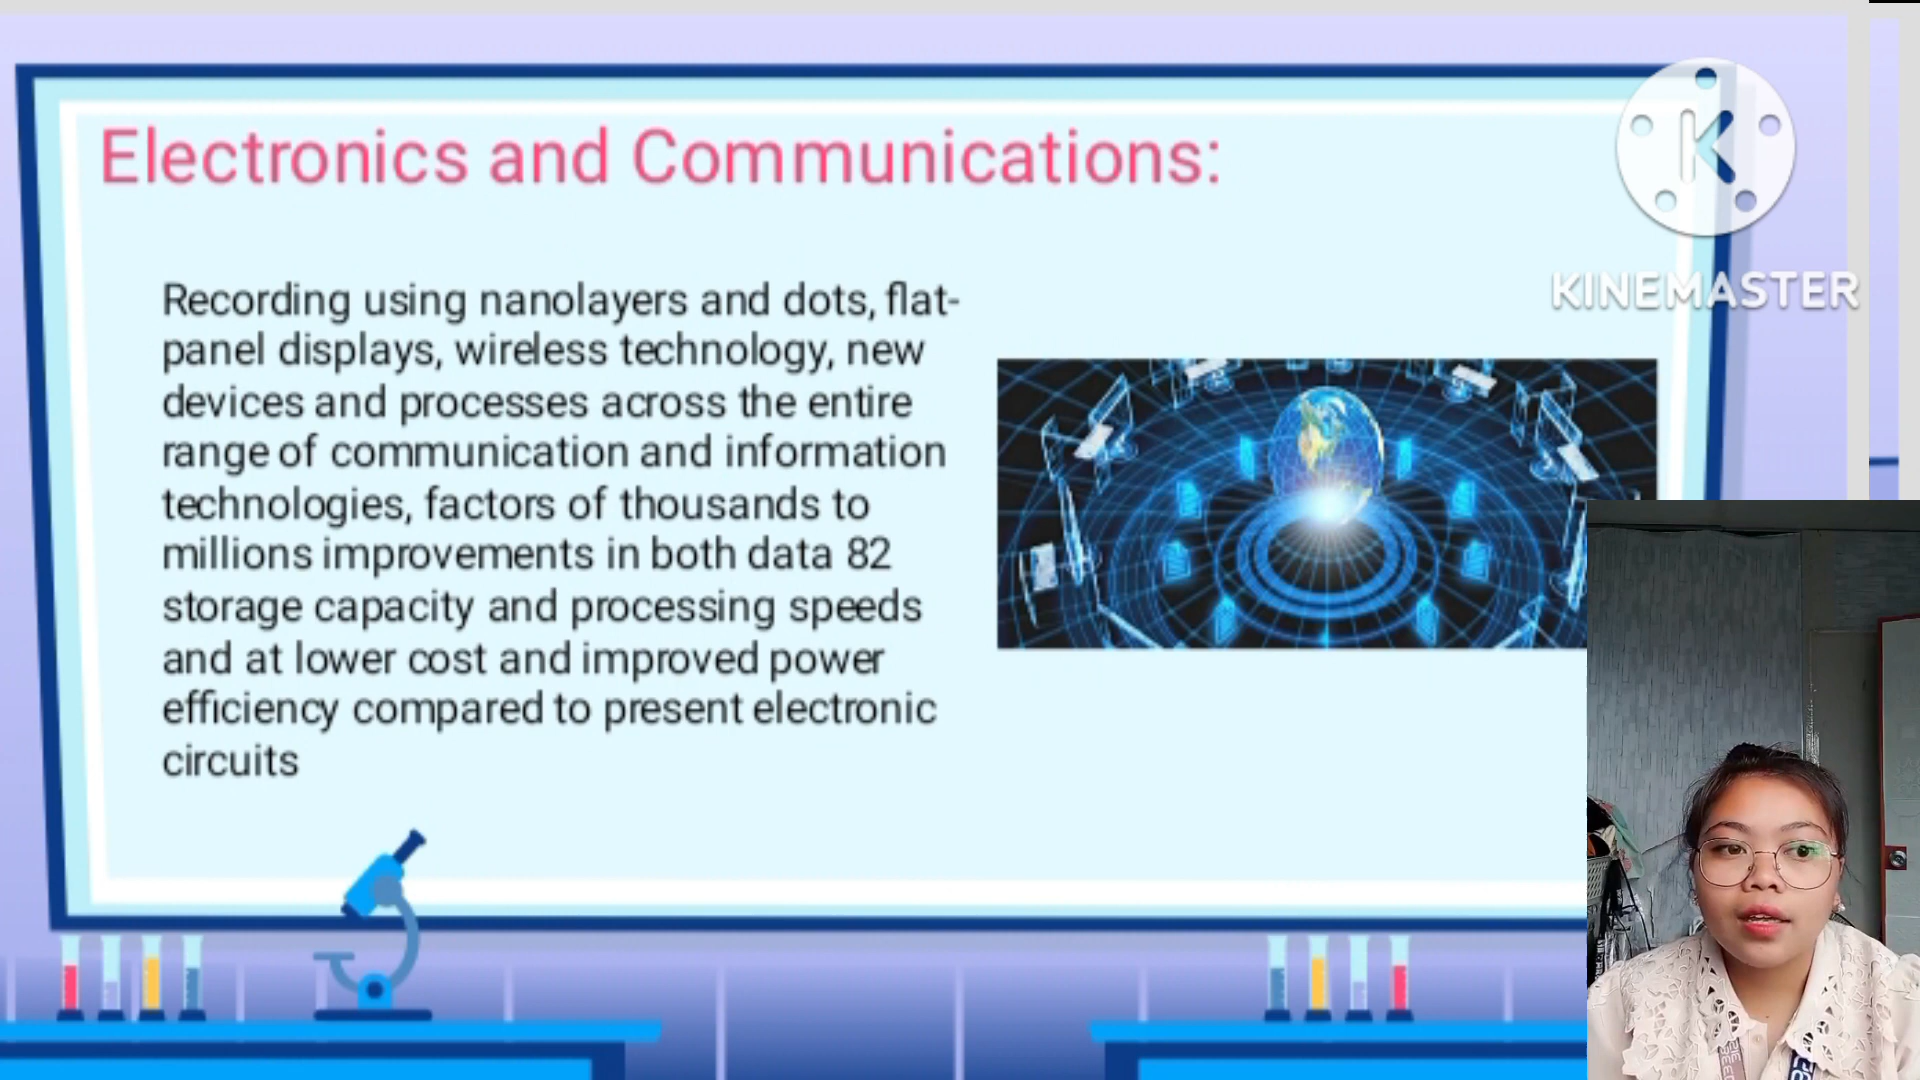 Electronics and Communications:
Recording using nanolayers and dots, flat-
panel displays, wireless technology, new
devices and processes across the entire
range of communication and information
technologies, factors of thousands to
millions improvements in both data 82
storage capacity and processing speeds
and at lower cost and improved power
efficiency compared to present electronic
circuits
K
KINEMASTER